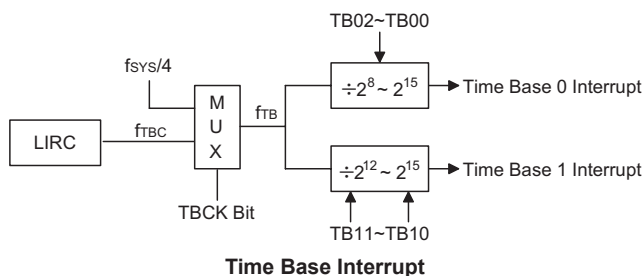 TB02~TB00
fSYS/4
M
U
X
÷2^8 ~ 2^15
Time Base 0 Interrupt
LIRC
fTBC
fTB
÷2^12 ~ 2^15
Time Base 1 Interrupt
TBCK Bit
TB11~TB10
Time Base Interrupt